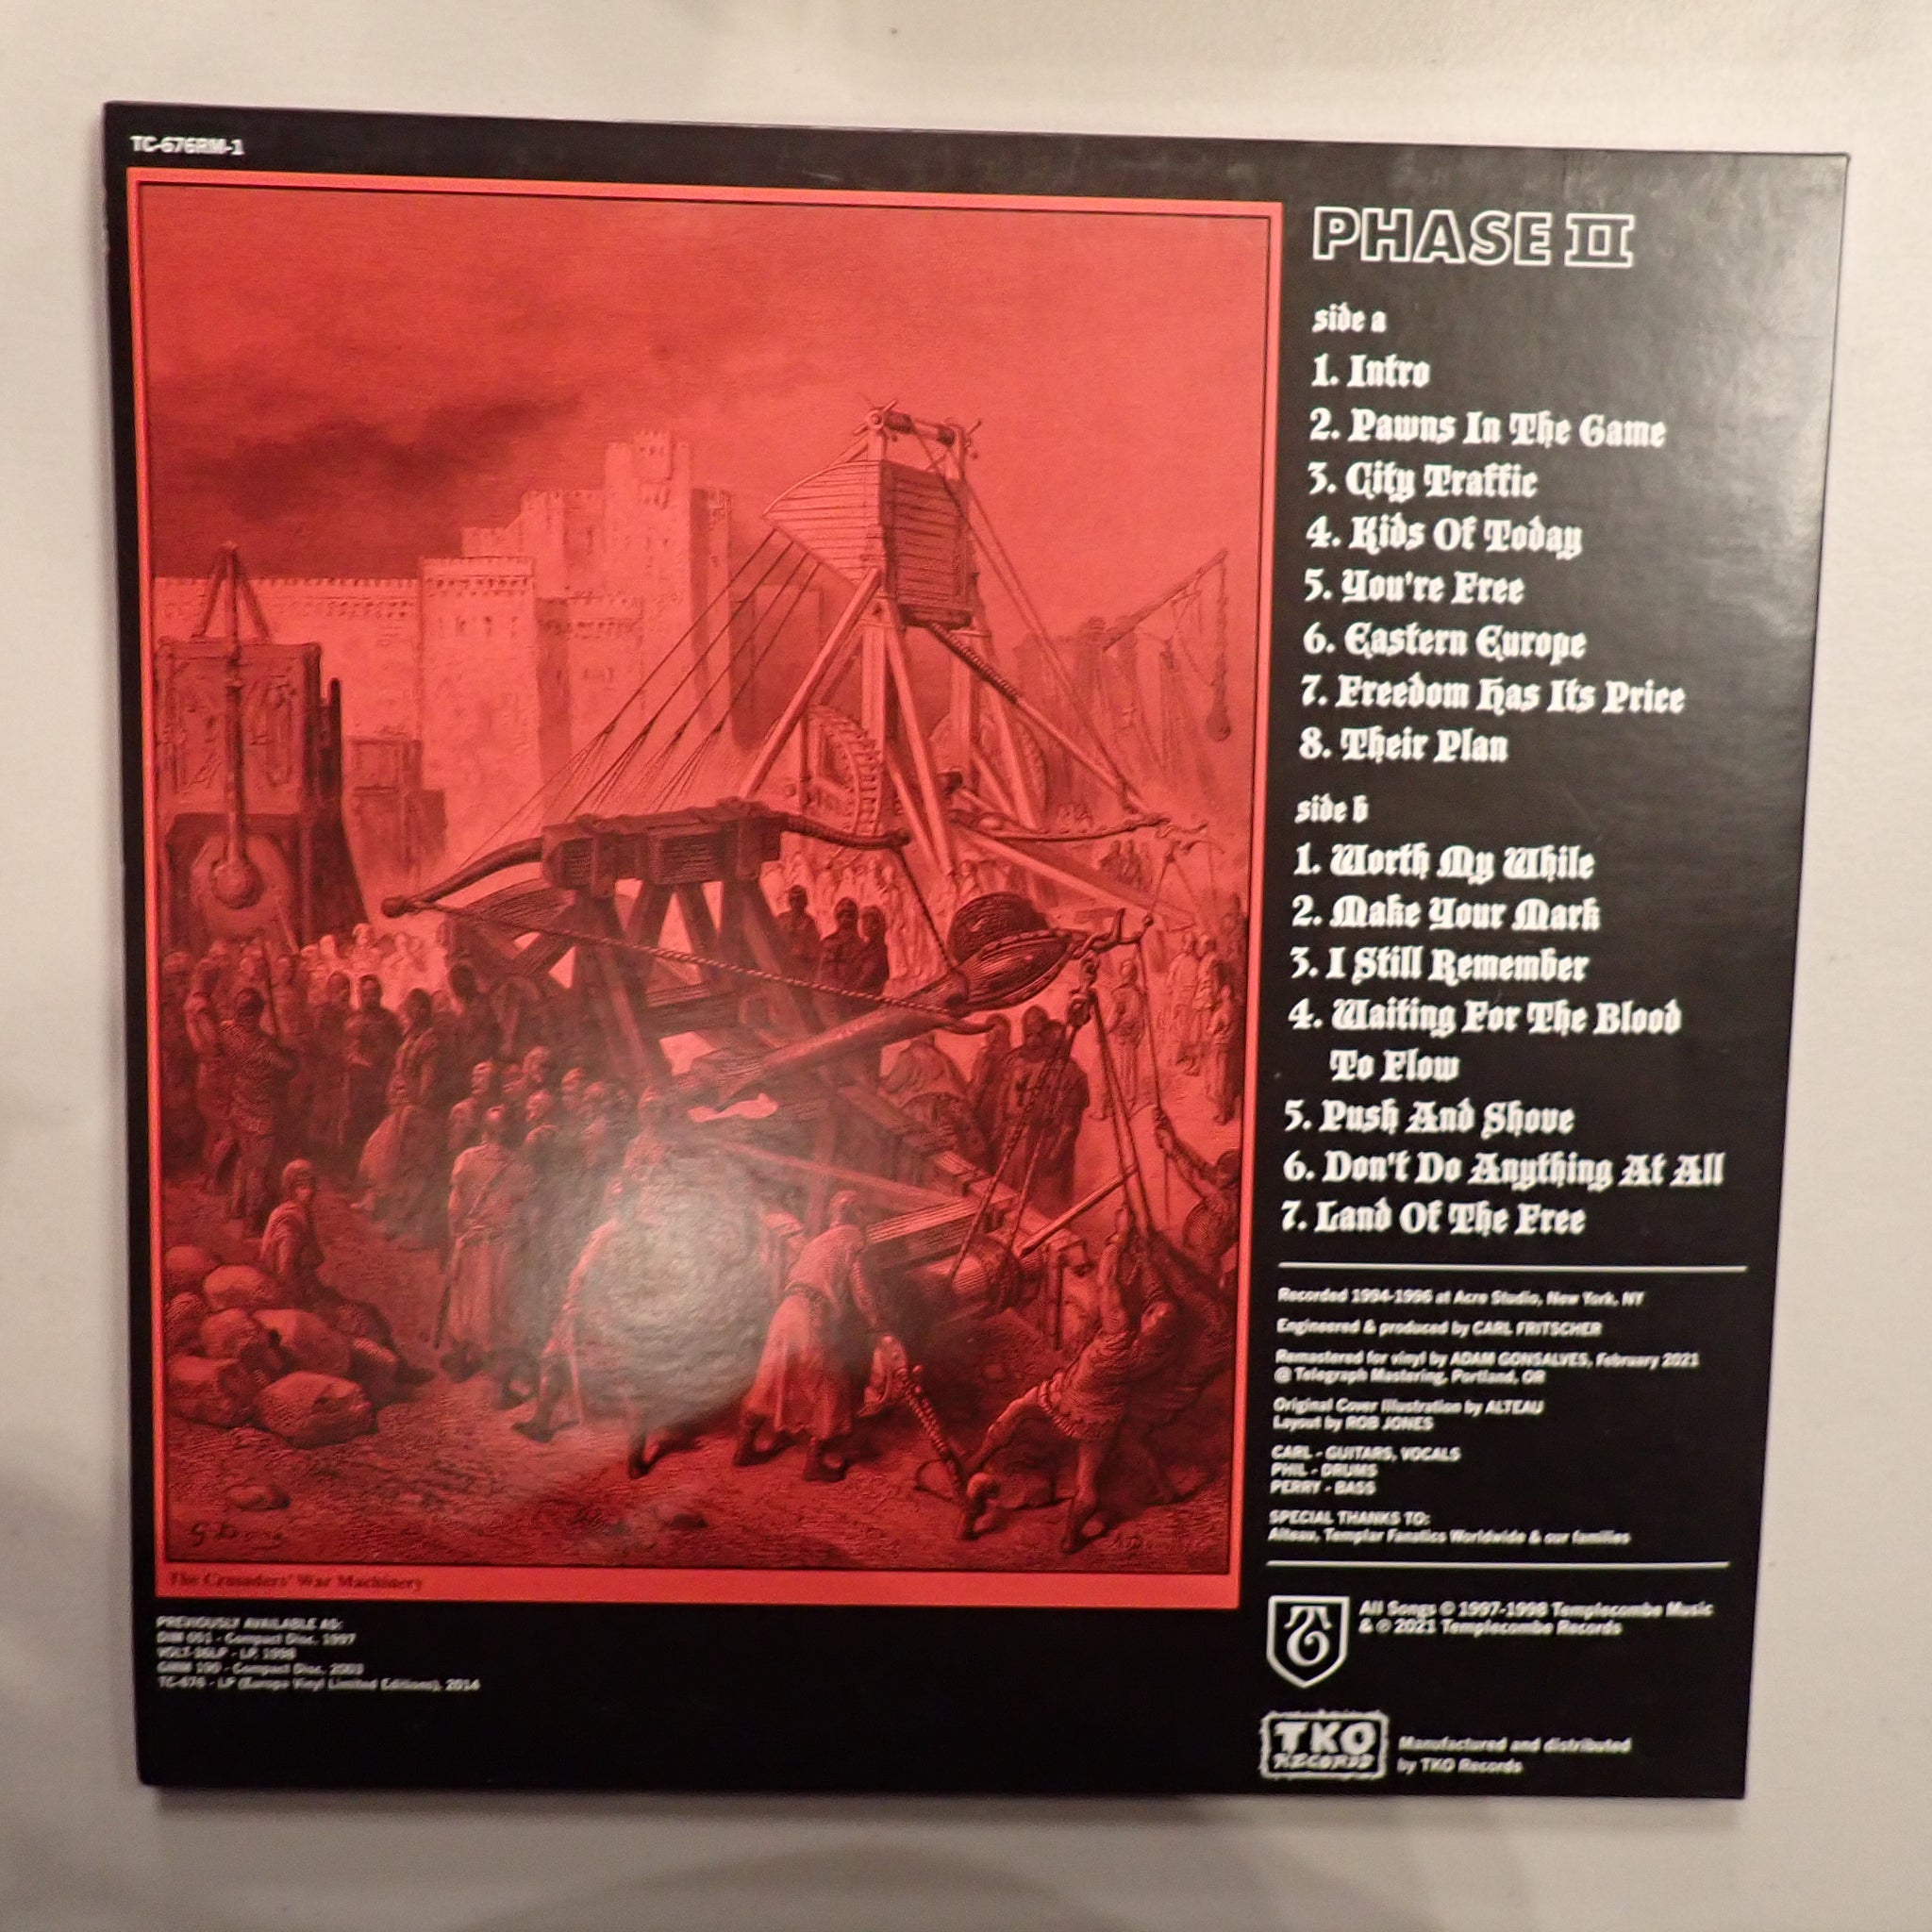 TC-676RM-1
PHASE II
side a
1. Intro
2. Pawns In The Game
3. City Traffic
4. Kids Of Today
5. You're Free
6. Eastern Europe
7. Freedom Has Its Price
8. Their Plan
side b
1. Worth My While
2. Make Your Mark
3. I Still Remember
4. Waiting For The Blood
To Flow
5. Push And Shove
6. Don't Do Anything At All
7. Land Of The Free
Recorded 1994-1996 at Acre Studio, New York, NY
Engineered & produced by CARL FRITSCHER
Remastered for vinyl by ADAM GONSALVES, February 2021
@ Telegraph Mastering, Portland, OR
Original Cover Illustration by ALTEAU
Layout by ROB JONES
CARL - GUITARS, VOCALS
PHIL - DRUMS
PERRY - BASS
SPECIAL THANKS TO:
Alteau, Templar Fanatics Worldwide & our families
G Doré
The Crusaders' War Machinery
PREVIOUSLY AVAILABLE AS:
DIM 051 - Compact Disc, 1997
VOLT-36LP - LP, 1998
GMM 190 - Compact Disc, 2003
TC-676 - LP (Europa Vinyl Limited Editions), 2014
All Songs © 1997-1998 Templecombe Music
& ℗ 2021 Templecombe Records
TKO
RECORDS
Manufactured and distributed
by TKO Records